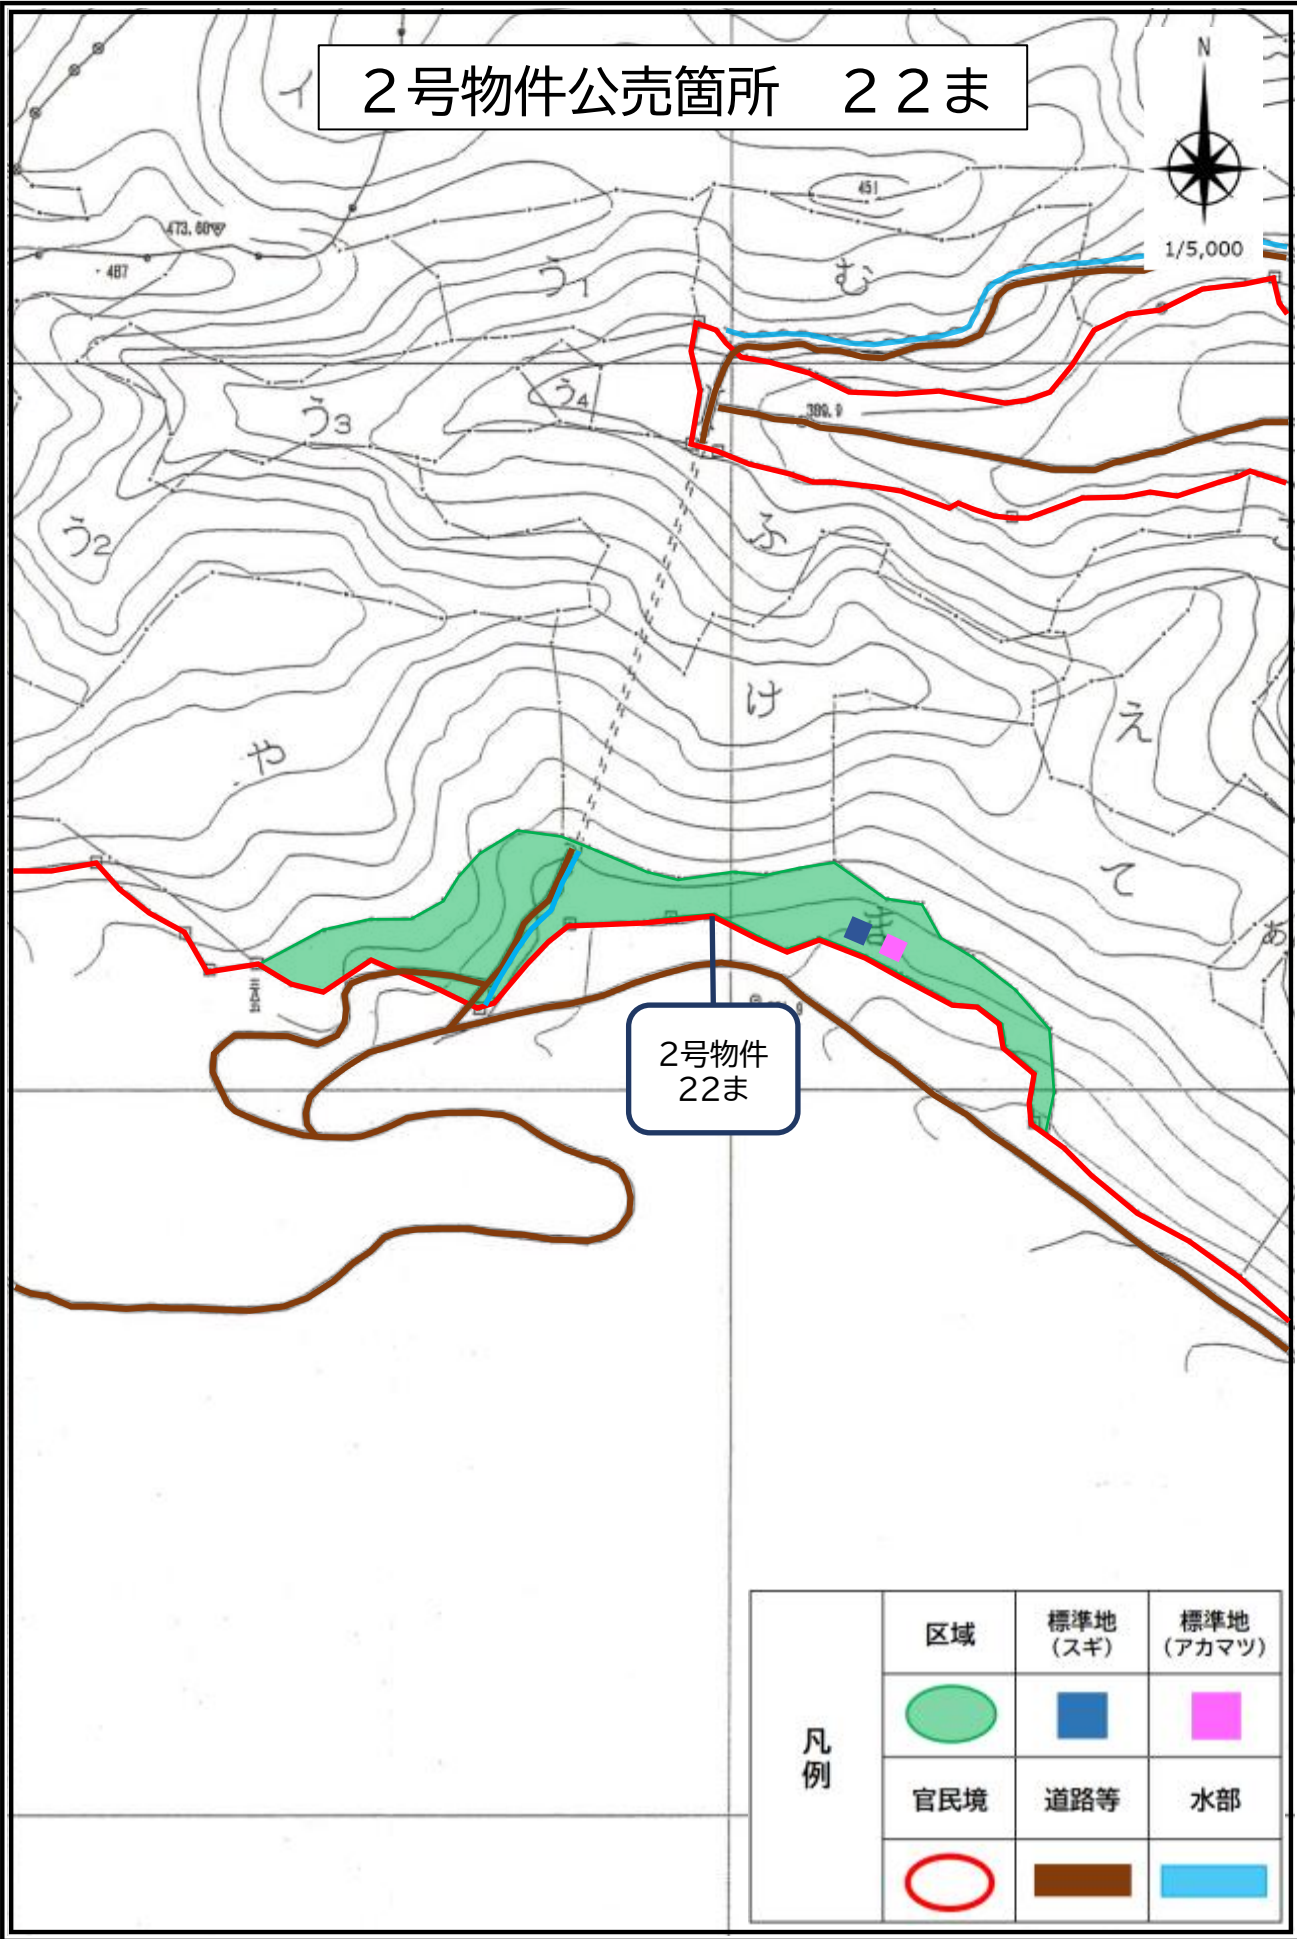 2号物件公売箇所 22ま
N
1/5,000
イ
451
473.60
487
う1
む
う3
う4
389.9
う2
ふ
け
え
や
て
あ
ま
2号物件
22ま
凡例
区域
標準地
(スギ)
標準地
(アカマツ)
官民境
道路等
水部